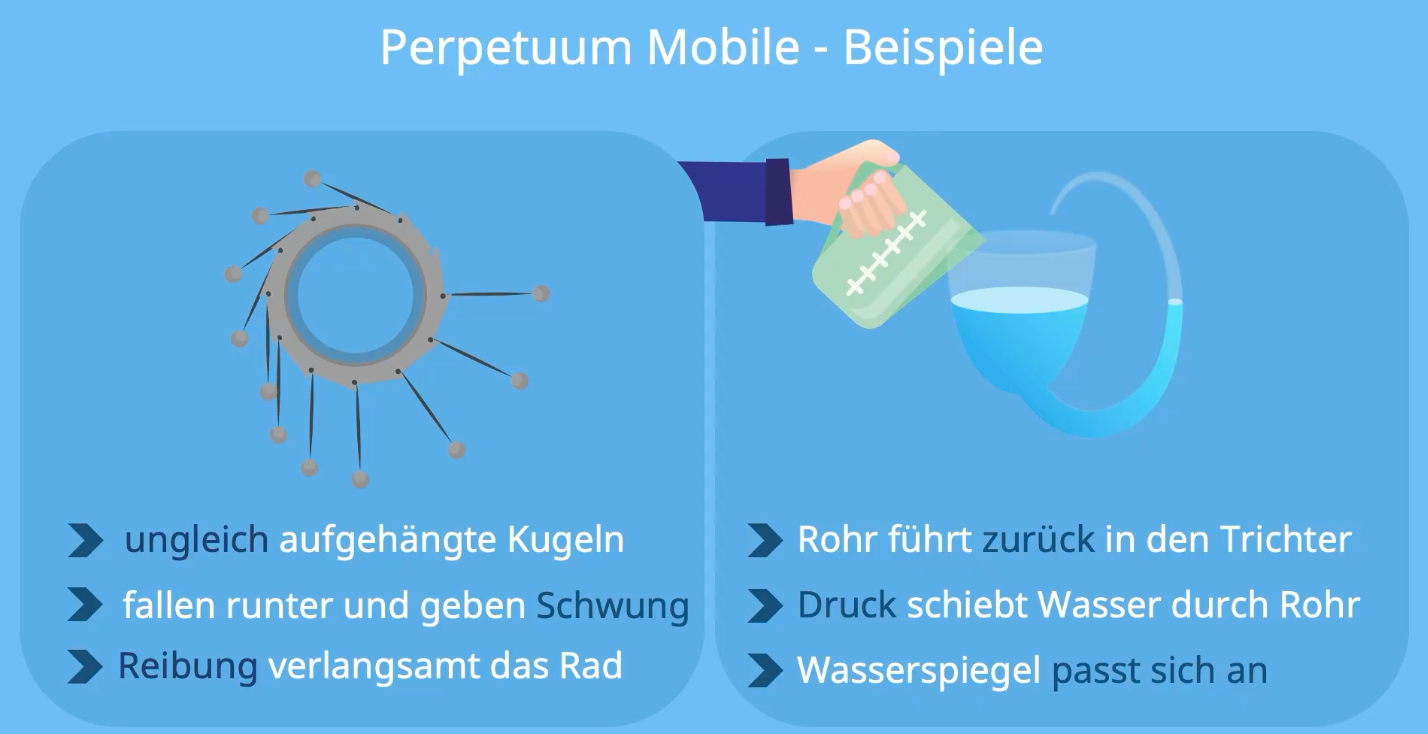 Perpetuum Mobile - Beispiele
ungleich aufgehängte Kugeln
fallen runter und geben Schwung
Reibung verlangsamt das Rad
Rohr führt zurück in den Trichter
Druck schiebt Wasser durch Rohr
Wasserspiegel passt sich an